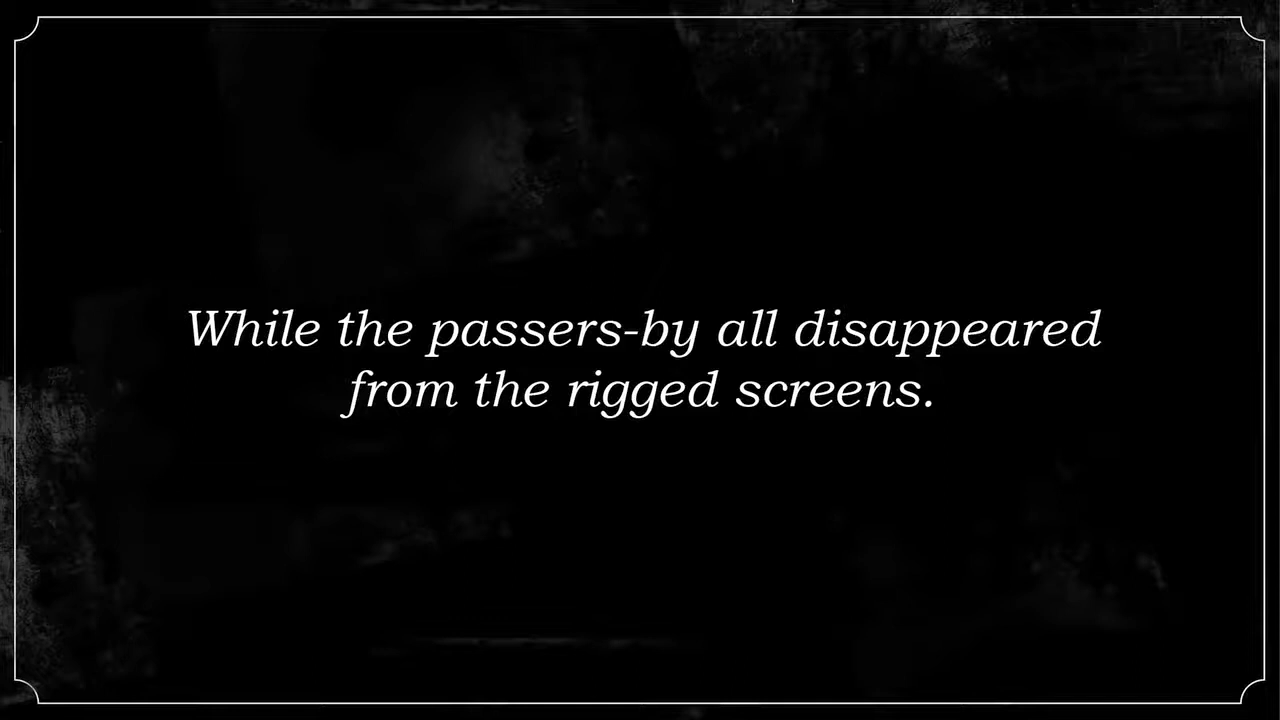 While the passers-by all disappeared
from the rigged screens.